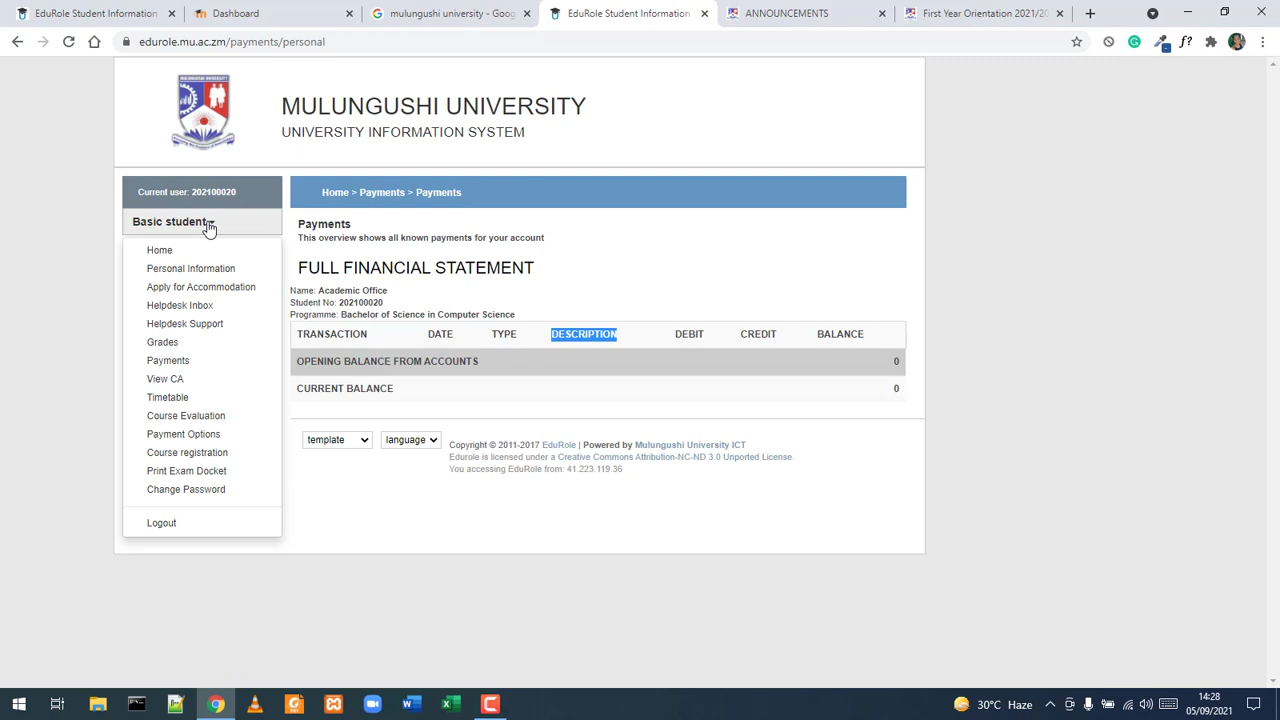 EduRole Student Information
Dashboard
mulungushi university - Goog
EduRole Student Information
ANNOUNCEMENTS
First Year Orientation 2021/20
edurole.mu.ac.zm/payments/personal
MULUNGUSHI UNIVERSITY
MULUNGUSHI UNIVERSITY
UNIVERSITY INFORMATION SYSTEM
Current user: 202100020
Home > Payments > Payments
Basic student
Home
Personal Information
Apply for Accommodation
Helpdesk Inbox
Helpdesk Support
Grades
Payments
View CA
Timetable
Course Evaluation
Payment Options
Course registration
Print Exam Docket
Change Password
Logout
Payments
This overview shows all known payments for your account
FULL FINANCIAL STATEMENT
Name: Academic Office
Student No: 202100020
Programme: Bachelor of Science in Computer Science
TRANSACTION DATE TYPE DESCRIPTION DEBIT CREDIT BALANCE
OPENING BALANCE FROM ACCOUNTS 0
CURRENT BALANCE 0
template language
Copyright © 2011-2017 EduRole | Powered by Mulungushi University ICT
Edurole is licensed under a Creative Commons Attribution-NC-ND 3.0 Unported License.
You accessing EduRole from: 41.223.119.36
30°C Haze
14:28
05/09/2021